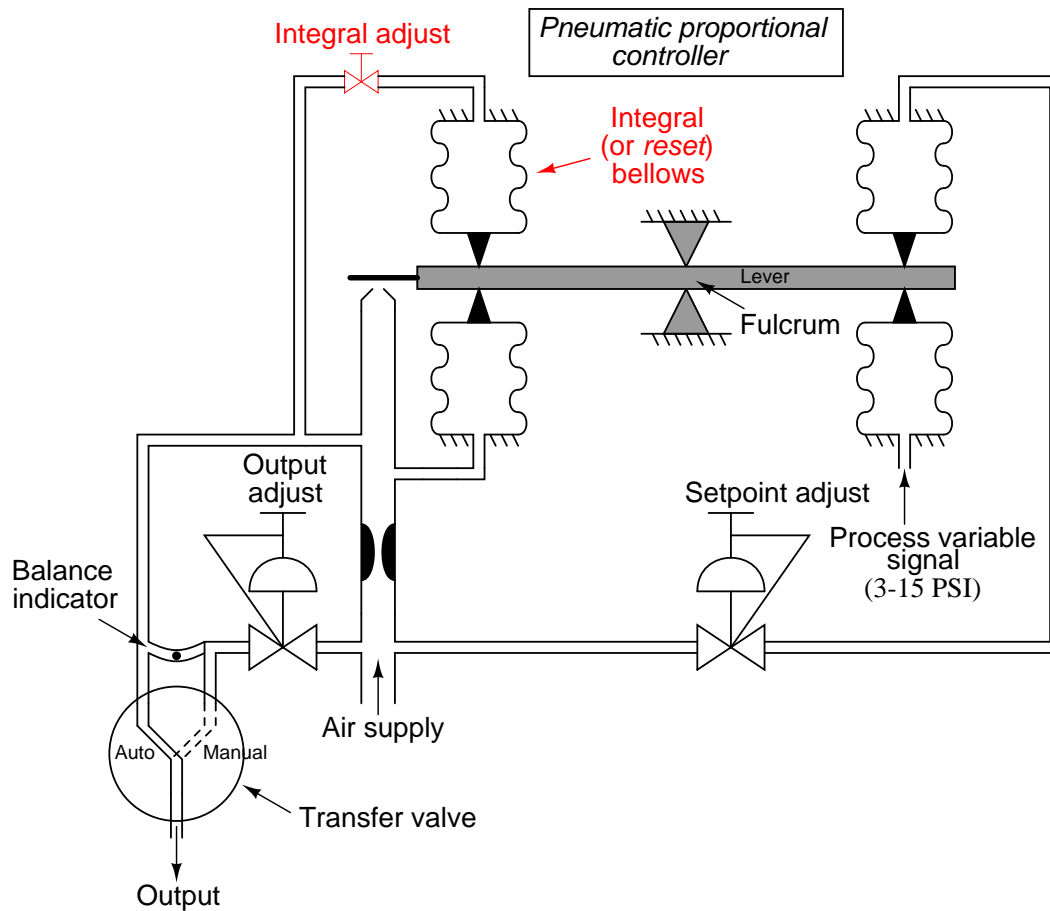 Integral adjust
Pneumatic proportional
controller
Integral
(or reset)
bellows
Lever
Fulcrum
Output
adjust
Setpoint adjust
Process variable
signal
(3-15 PSI)
Balance
indicator
Air supply
Auto
Manual
Transfer valve
Output